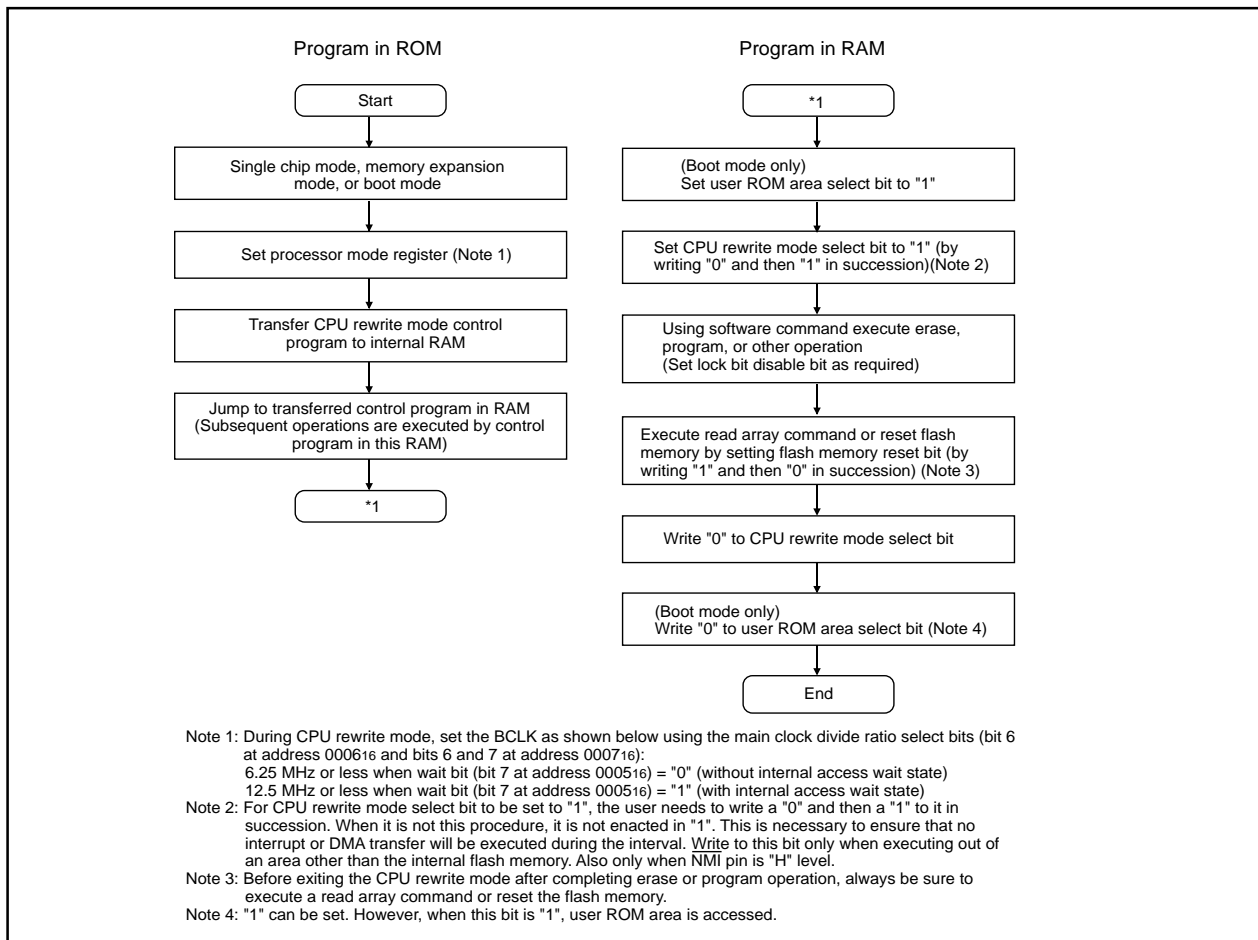 Program in ROM
Start
Single chip mode, memory expansion
mode, or boot mode
Set processor mode register (Note 1)
Transfer CPU rewrite mode control
program to internal RAM
Jump to transferred control program in RAM
(Subsequent operations are executed by control
program in this RAM)
*1
Program in RAM
*1
(Boot mode only)
Set user ROM area select bit to "1"
Set CPU rewrite mode select bit to "1" (by
writing "0" and then "1" in succession)(Note 2)
Using software command execute erase,
program, or other operation
(Set lock bit disable bit as required)
Execute read array command or reset flash
memory by setting flash memory reset bit (by
writing "1" and then "0" in succession) (Note 3)
Write "0" to CPU rewrite mode select bit
(Boot mode only)
Write "0" to user ROM area select bit (Note 4)
End
Note 1: During CPU rewrite mode, set the BCLK as shown below using the main clock divide ratio select bits (bit 6
at address 000616 and bits 6 and 7 at address 000716):
6.25 MHz or less when wait bit (bit 7 at address 000516) = "0" (without internal access wait state)
12.5 MHz or less when wait bit (bit 7 at address 000516) = "1" (with internal access wait state)
Note 2: For CPU rewrite mode select bit to be set to "1", the user needs to write a "0" and then a "1" to it in
succession. When it is not this procedure, it is not enacted in "1". This is necessary to ensure that no
interrupt or DMA transfer will be executed during the interval. Write to this bit only when executing out of
an area other than the internal flash memory. Also only when NMI pin is "H" level.
Note 3: Before exiting the CPU rewrite mode after completing erase or program operation, always be sure to
execute a read array command or reset the flash memory.
Note 4: "1" can be set. However, when this bit is "1", user ROM area is accessed.